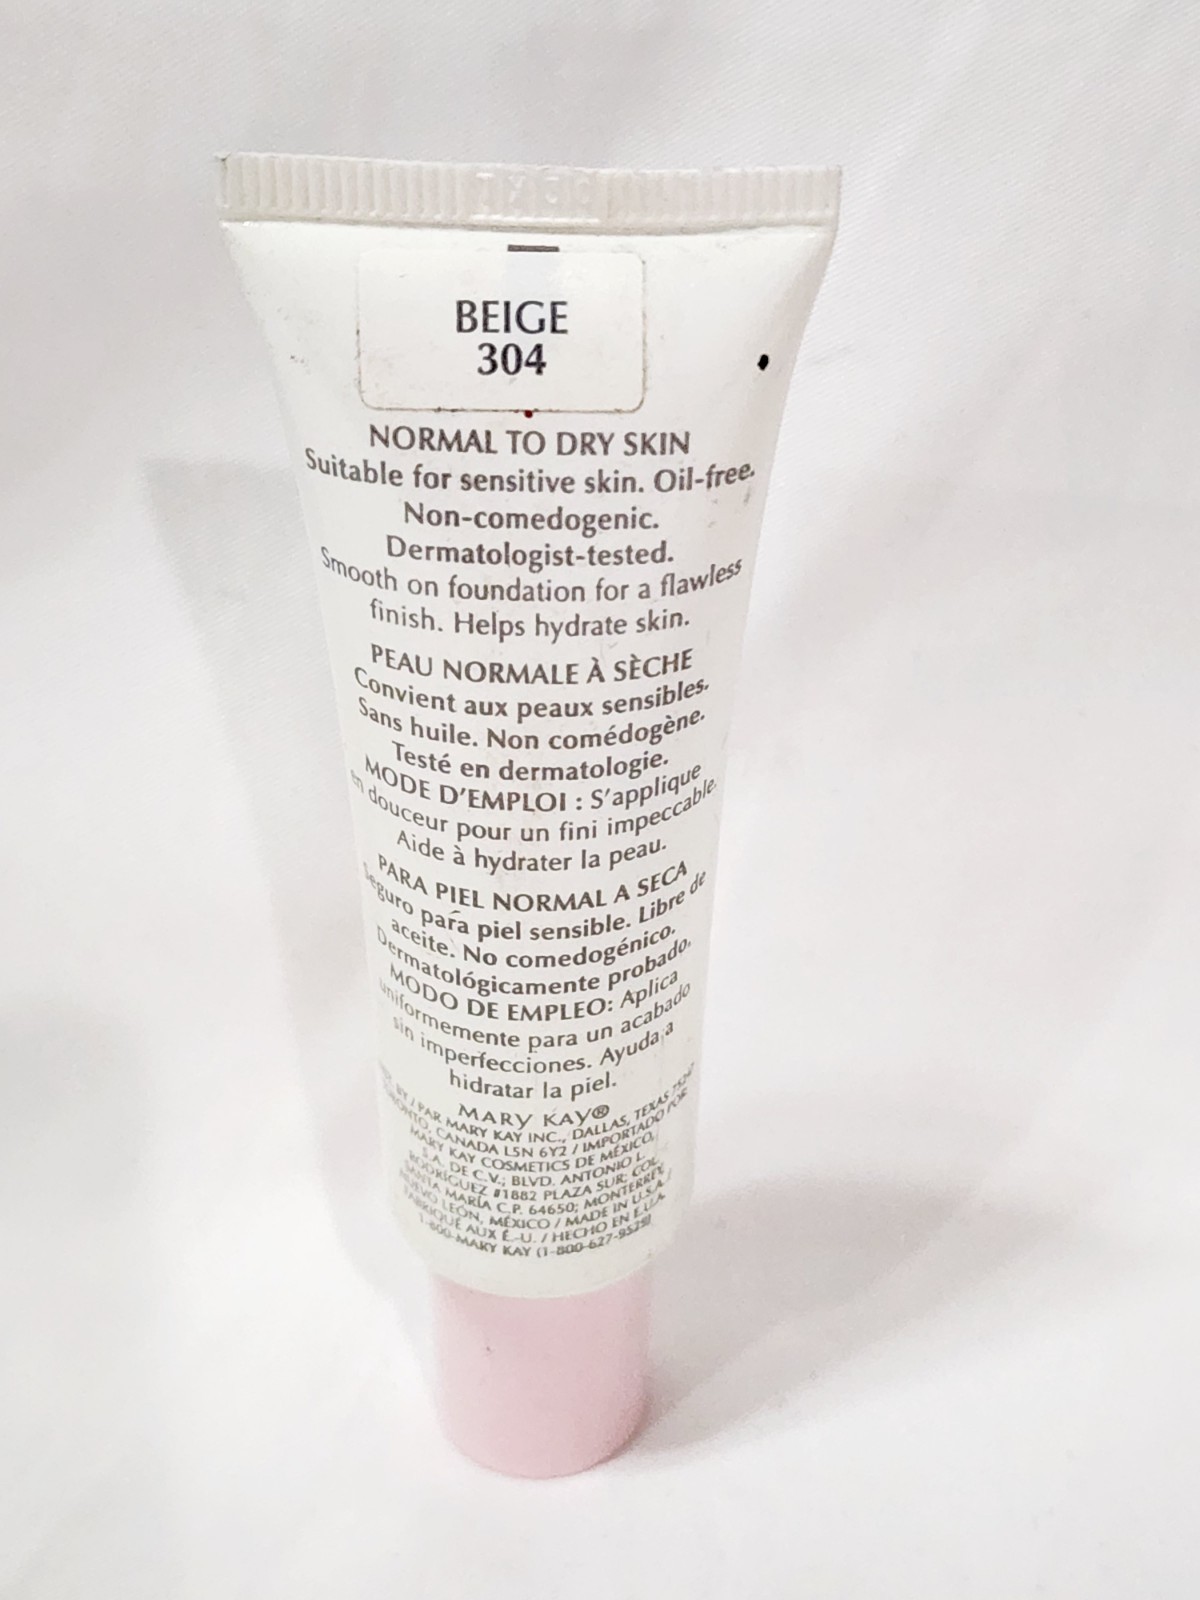 BEIGE
304
NORMAL TO DRY SKIN
Suitable for sensitive skin. Oil-free.
Non-comedogenic.
Dermatologist-tested.
Smooth on foundation for a flawless
finish. Helps hydrate skin.
PEAU NORMALE À SÈCHE
Convient aux peaux sensibles.
Sans huile. Non comédogène.
Testé en dermatologie.
MODE D'EMPLOI : S'applique
en douceur pour un fini impeccable.
Aide à hydrater la peau.
PARA PIEL NORMAL A SECA
Seguro para piel sensible. Libre de
aceite. No comedogénico.
Dermatológicamente probado.
MODO DE EMPLEO: Aplica
uniformemente para un acabado
sin imperfecciones. Ayuda a
hidratar la piel.
MARY KAY®
BY / PAR MARY KAY INC., DALLAS, TEXAS
TORONTO, CANADA L5N 6Y2 / IMPORTADO POR
MARY KAY COSMETICS DE MÉXICO,
S.A. DE C.V.; BLVD. ANTONIO L.
RODRÍGUEZ #1882 PLAZA SUR; COL.
SANTA MARÍA C.P. 64650; MONTERREY,
NUEVO LEÓN, MÉXICO / MADE IN U.S.A. /
FABRIQUÉ AUX É.-U. / HECHO EN E.U.A.
1-800-MARY KAY (1-800-627-9529)